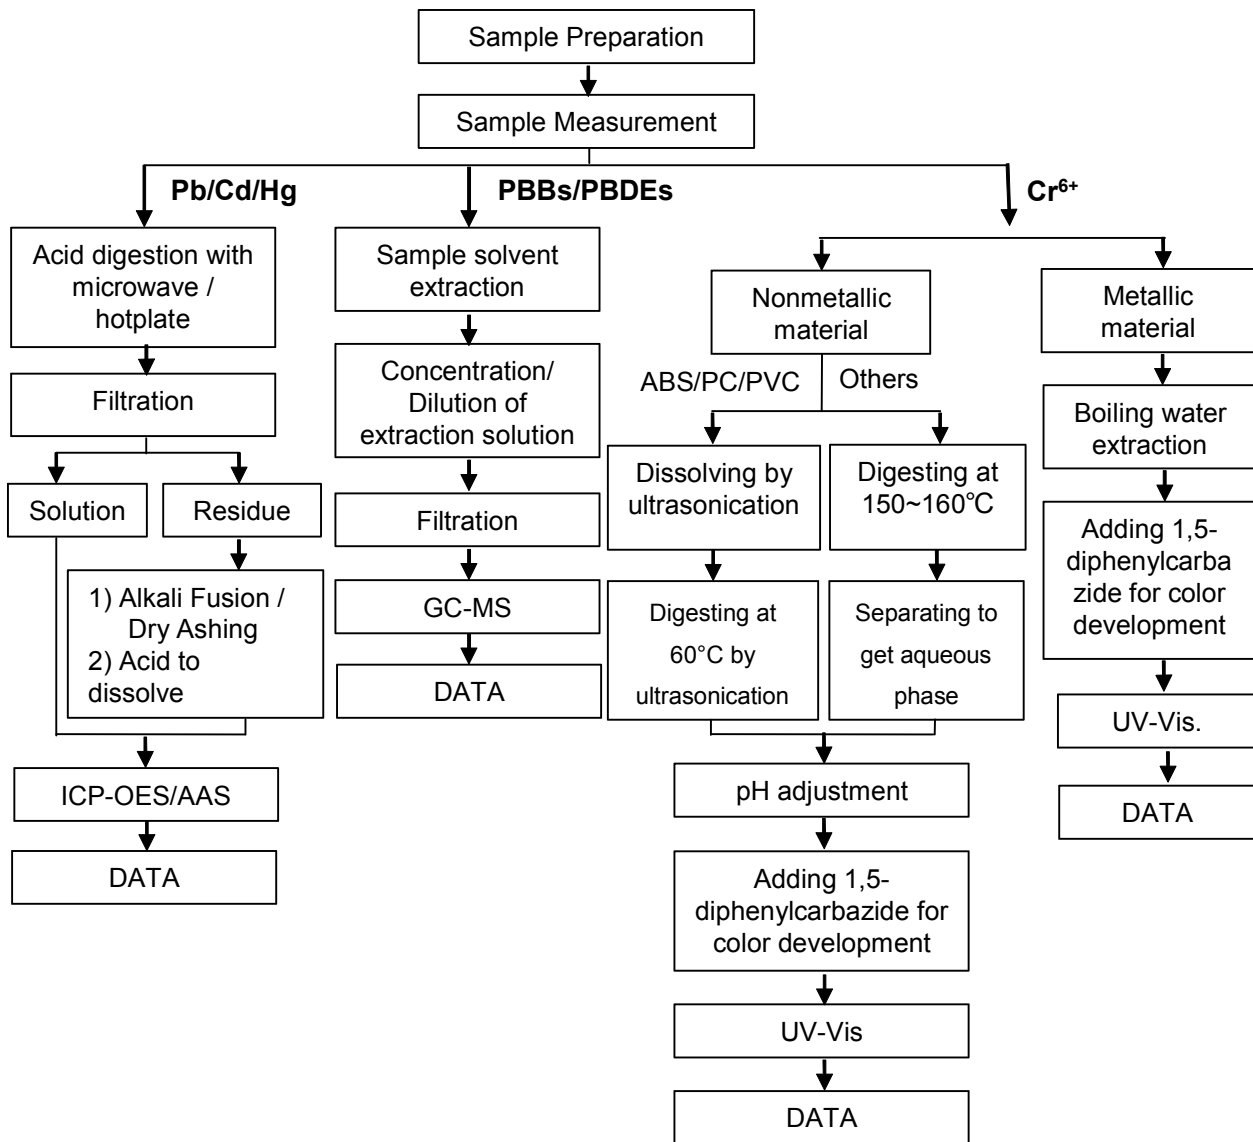 Sample Preparation
Sample Measurement
Pb/Cd/Hg
PBBs/PBDEs
Cr⁶⁺
Acid digestion with
microwave /
hotplate
Filtration
Solution
Residue
1) Alkali Fusion /
Dry Ashing
2) Acid to
dissolve
ICP-OES/AAS
DATA
Sample solvent
extraction
Concentration/
Dilution of
extraction solution
Filtration
GC-MS
DATA
Nonmetallic
material
ABS/PC/PVC
Others
Dissolving by
ultrasonication
Digesting at
60°C by
ultrasonication
Digesting at
150~160℃
Separating to
get aqueous
phase
pH adjustment
Adding 1,5-
diphenylcarbazide for
color development
UV-Vis
DATA
Metallic
material
Boiling water
extraction
Adding 1,5-
diphenylcarba
zide for color
development
UV-Vis.
DATA